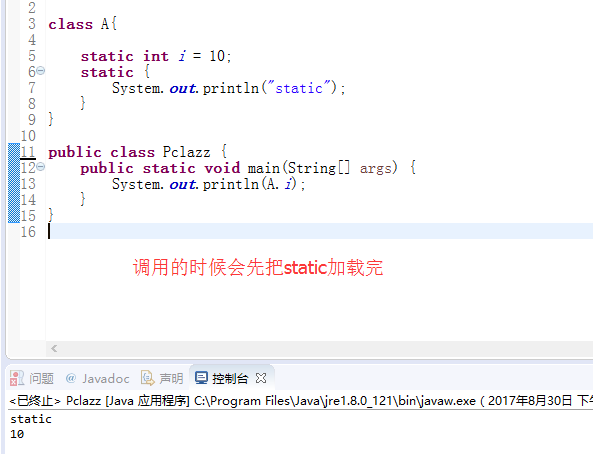 2
3 class A{
4
5     static int i = 10;
6     static {
7         System.out.println("static");
8     }
9 }
10
11 public class Pclazz {
12     public static void main(String[] args) {
13         System.out.println(A.i);
14     }
15 }
16
调用的时候会先把static加载完
问题 @ Javadoc 声明 控制台
<已终止> Pclazz [Java 应用程序] C:\Program Files\Java\jre1.8.0_121\bin\javaw.exe ( 2017年8月30日 下
static
10